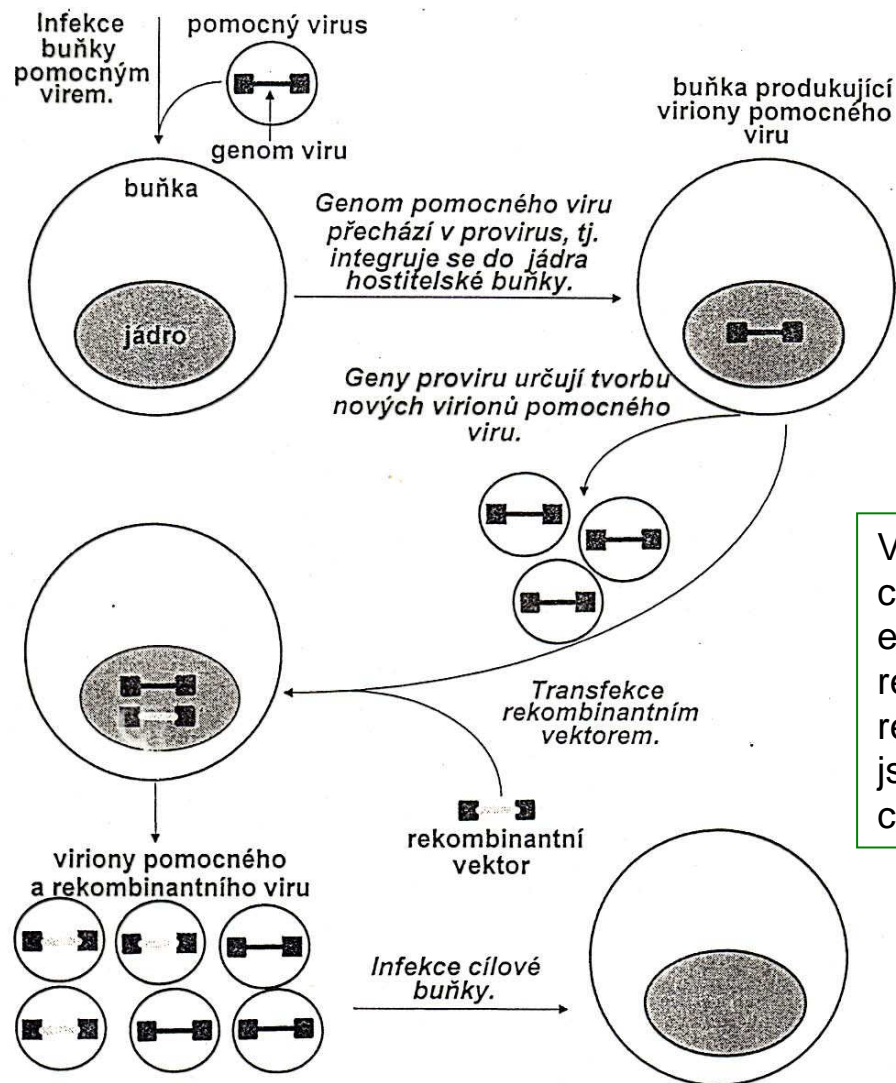 Infekce
buňky
pomocným
virem.
pomocný virus
genom viru
buňka
jádro
Genom pomocného viru
přechází v provirus, tj.
integruje se do jádra
hostitelské buňky.
buňka produkující
viriony pomocného
viru
Geny proviru určují tvorbu
nových virionů pomocného
viru.
Transfekce
rekombinantním
vektorem.
rekombinantní
vektor
viriony pomocného
a rekombinantního viru
Infekce cílové
buňky.